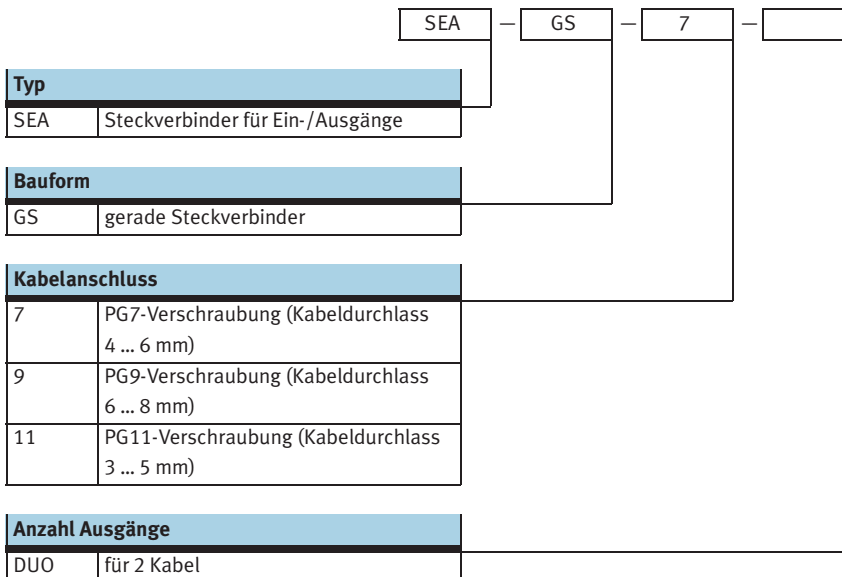 SEA — GS — 7 —
Typ
SEA Steckverbinder für Ein-/Ausgänge
Bauform
GS gerade Steckverbinder
Kabelanschluss
7 PG7-Verschraubung (Kabeldurchlass
4 ... 6 mm)
9 PG9-Verschraubung (Kabeldurchlass
6 ... 8 mm)
11 PG11-Verschraubung (Kabeldurchlass
3 ... 5 mm)
Anzahl Ausgänge
DUO für 2 Kabel